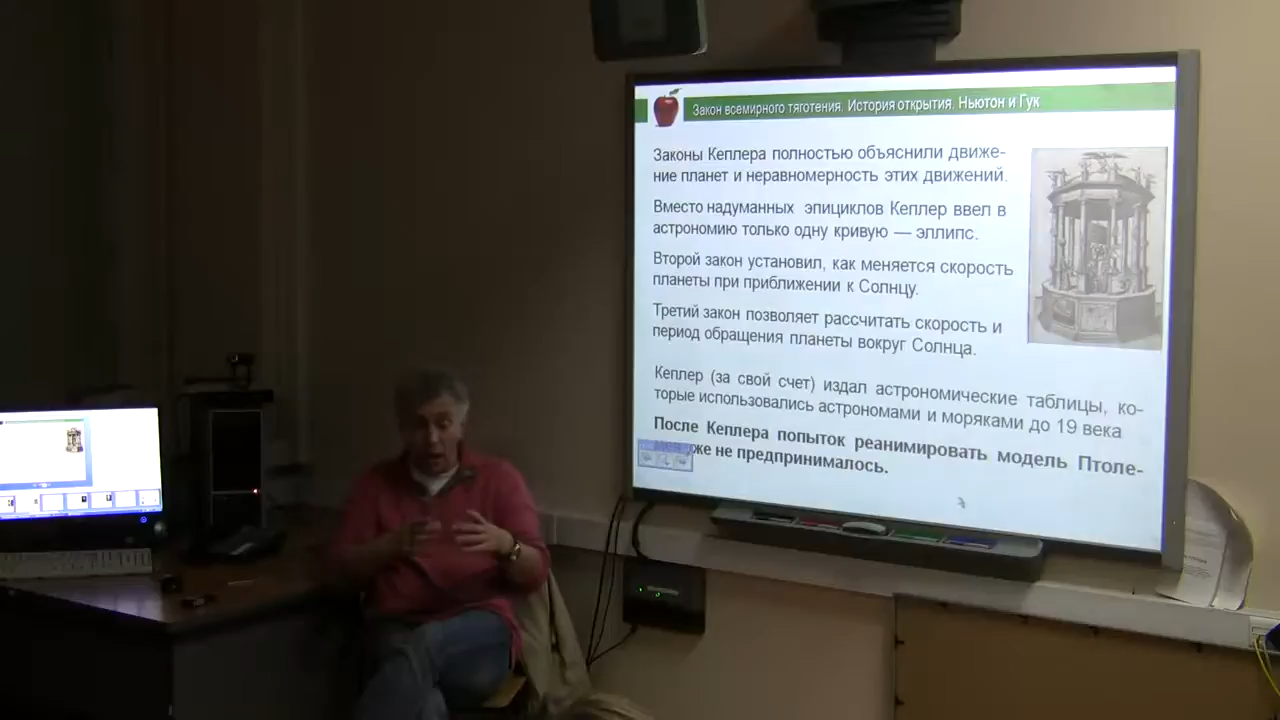 Закон всемирного тяготения. История открытия. Ньютон и Гук
Законы Кеплера полностью объяснили движе-
ние планет и неравномерность этих движений.
Вместо надуманных эпициклов Кеплер ввел в
астрономию только одну кривую — эллипс.
Второй закон установил, как меняется скорость
планеты при приближении к Солнцу.
Третий закон позволяет рассчитать скорость и
период обращения планеты вокруг Солнца.
Кеплер (за свой счет) издал астрономические таблицы, ко-
торые использовались астрономами и моряками до 19 века
После Кеплера попыток реанимировать модель Птоле-
же не предпринималось.